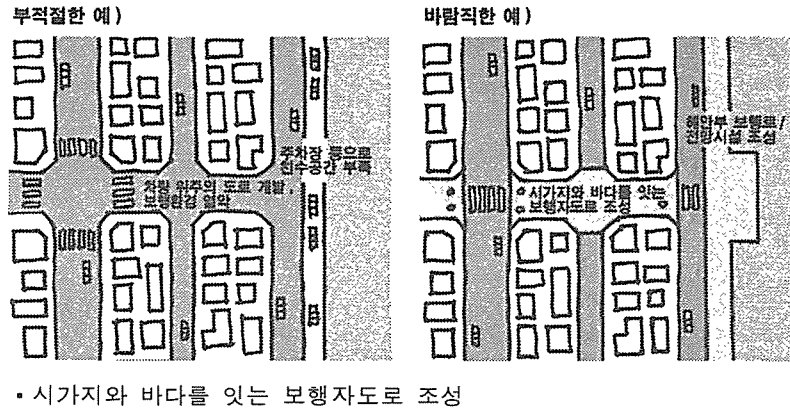 부적절한 예)
바람직한 예)
주차장 등으로
친수공간 부족
차량 위주의 도로 개발,
보행환경 열악
해안부 보행로/
전망시설 조성
시가지와 바다를 잇는
보행자도로 조성
▪ 시가지와 바다를 잇는 보행자도로 조성